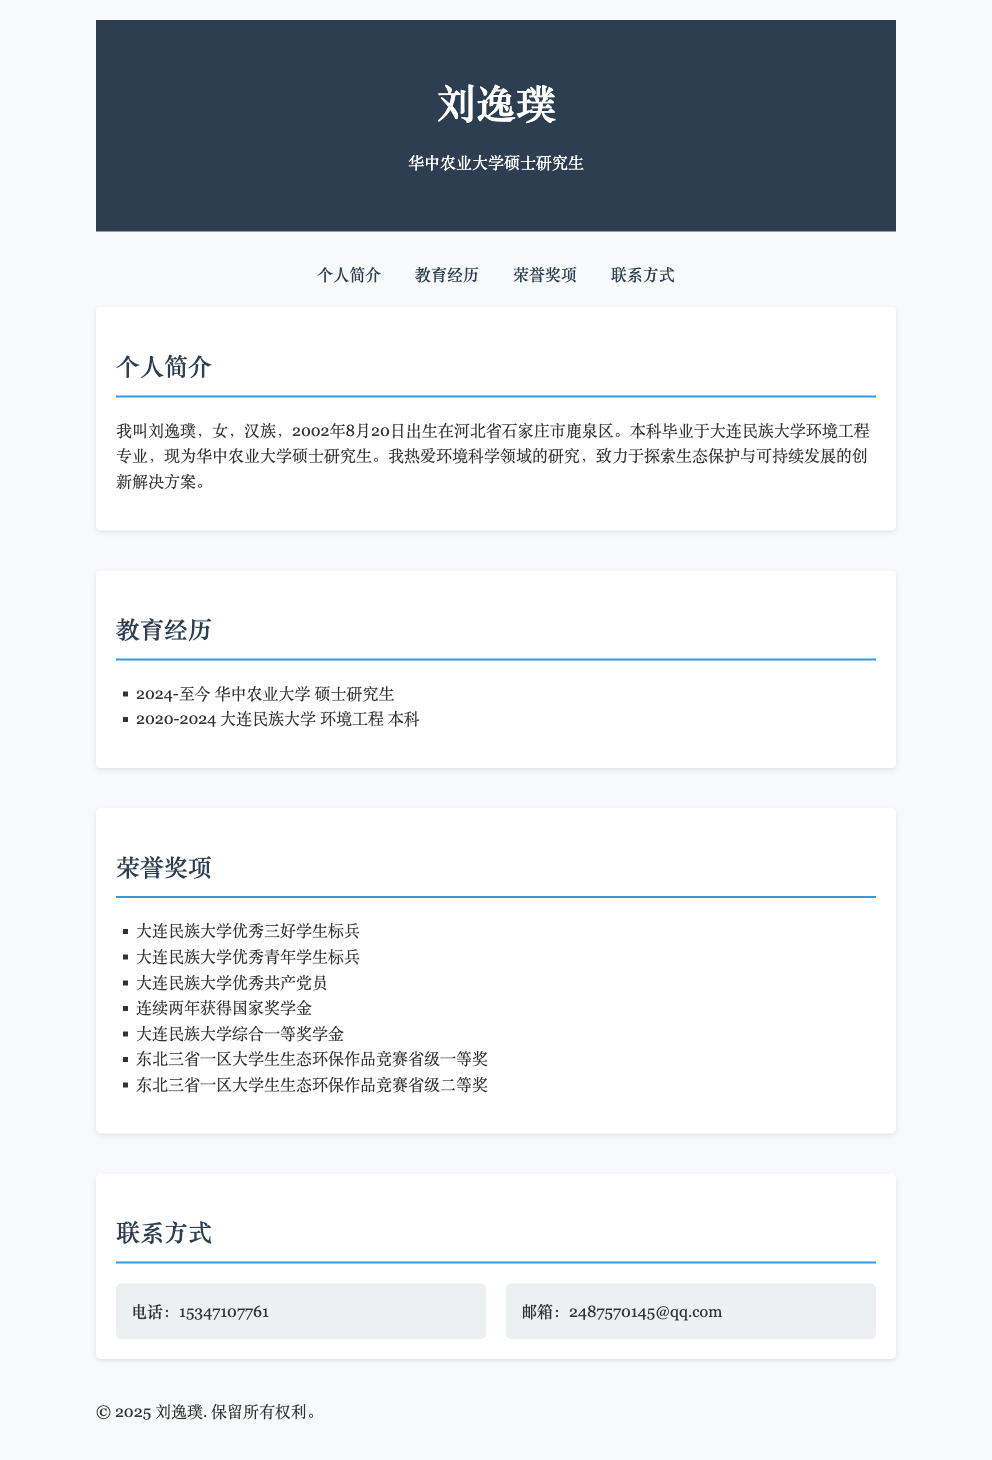 刘逸璞
华中农业大学硕士研究生
个人简介 教育经历 荣誉奖项 联系方式
个人简介
我叫刘逸璞，女，汉族，2002年8月20日出生在河北省石家庄市鹿泉区。本科毕业于大连民族大学环境工程
专业，现为华中农业大学硕士研究生。我热爱环境科学领域的研究，致力于探索生态保护与可持续发展的创
新解决方案。
教育经历
▪ 2024-至今 华中农业大学 硕士研究生
▪ 2020-2024 大连民族大学 环境工程 本科
荣誉奖项
▪ 大连民族大学优秀三好学生标兵
▪ 大连民族大学优秀青年学生标兵
▪ 大连民族大学优秀共产党员
▪ 连续两年获得国家奖学金
▪ 大连民族大学综合一等奖学金
▪ 东北三省一区大学生生态环保作品竞赛省级一等奖
▪ 东北三省一区大学生生态环保作品竞赛省级二等奖
联系方式
电话：15347107761
邮箱：2487570145@qq.com
© 2025 刘逸璞. 保留所有权利。